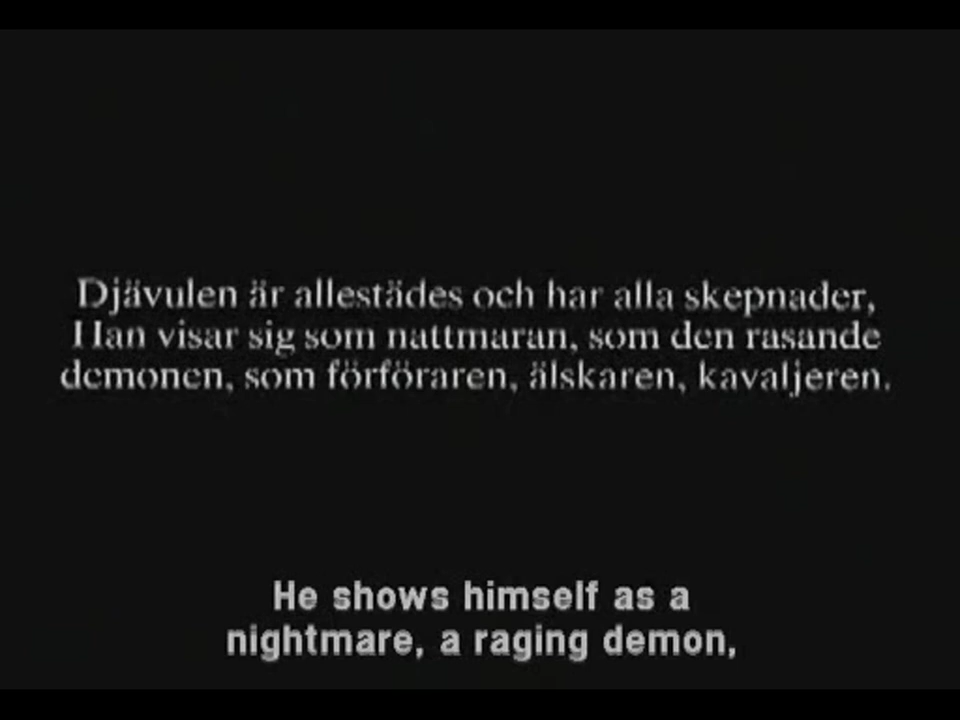 Djävulen är allestädes och har alla skepnader,
Han visar sig som nattmaran, som den rasande
demonen, som förföraren, älskaren, kavaljeren.
He shows himself as a
nightmare, a raging demon,